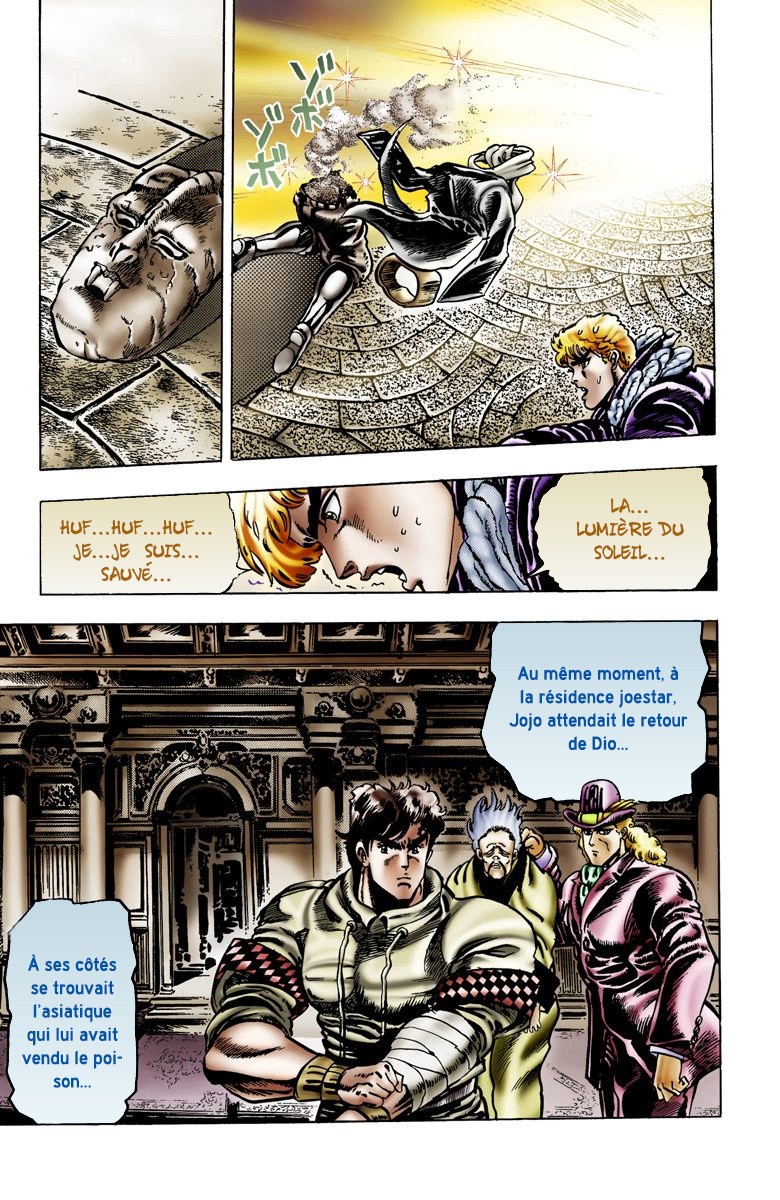 ゾボ
ゾボ
LA...
LUMIÈRE DU
SOLEIL...
HUF...HUF...HUF...
JE...JE SUIS...
SAUVÉ...
Au même moment, à
la résidence joestar,
Jojo attendait le retour
de Dio...
À ses côtés
se trouvait
l'asiatique
qui lui avait
vendu le poi-
son...